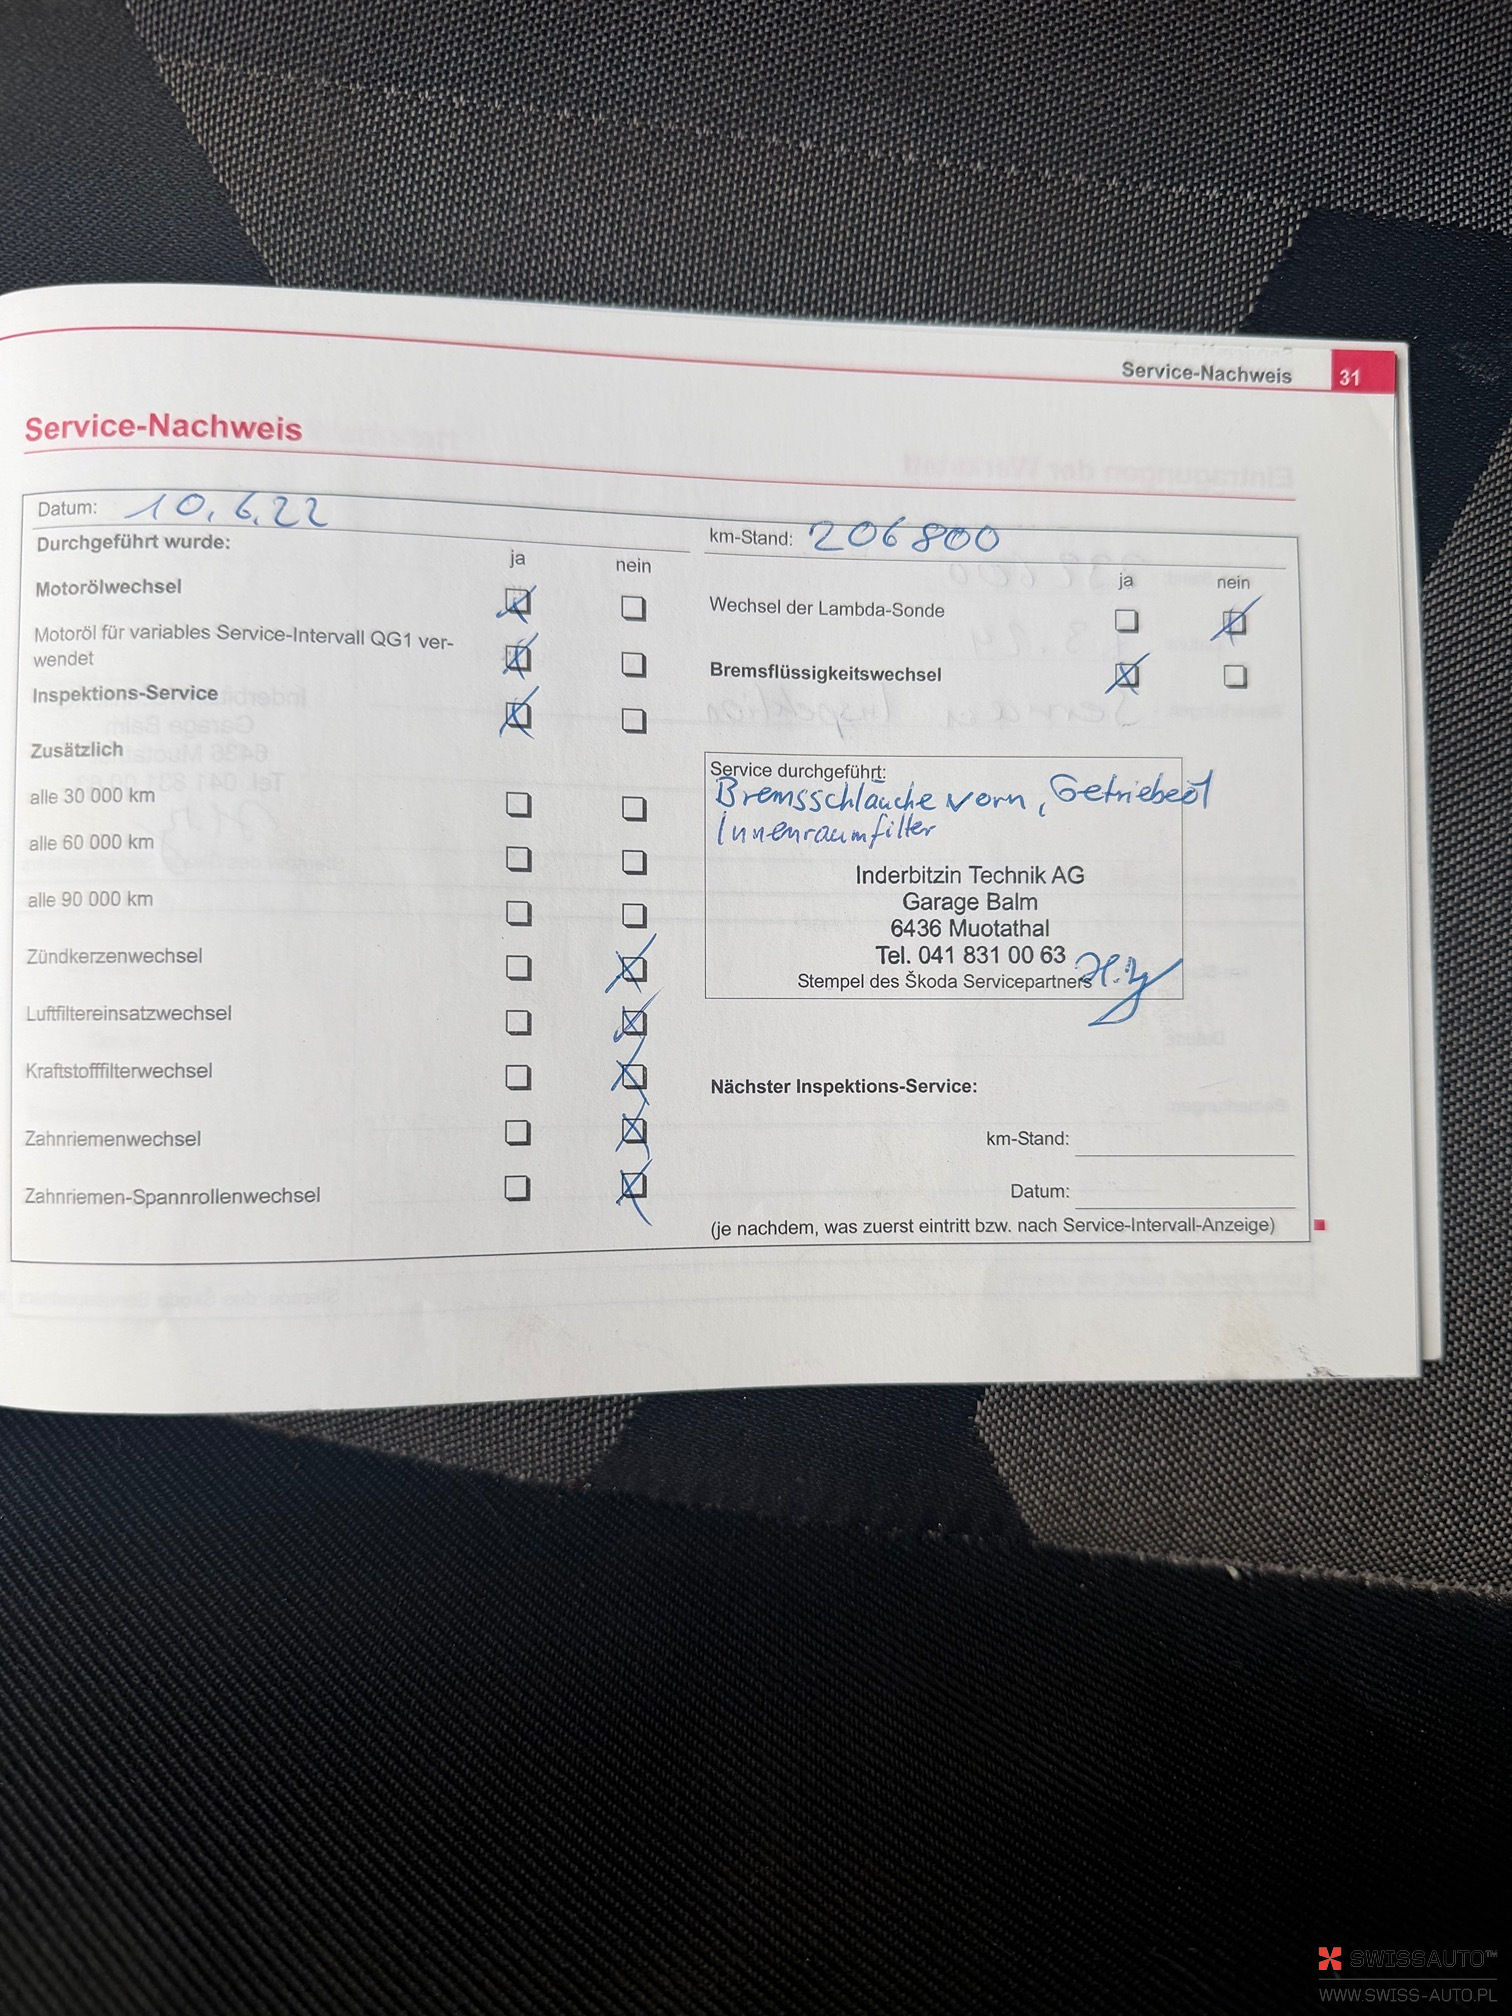 Service-Nachweis 31
Service-Nachweis
Datum: 10.6.22
km-Stand: 206800
Durchgeführt wurde:
ja nein
Motorölwechsel
Motoröl für variables Service-Intervall QG1 ver-
wendet
Inspektions-Service
Zusätzlich
alle 30 000 km
alle 60 000 km
alle 90 000 km
Zündkerzenwechsel
Luftfiltereinsatzwechsel
Kraftstofffilterwechsel
Zahnriemenwechsel
Zahnriemen-Spannrollenwechsel
ja nein
Wechsel der Lambda-Sonde
Bremsflüssigkeitswechsel
Service durchgeführt:
Bremsschläuche vorn, Getriebeöl
Innenraumfilter
Inderbitzin Technik AG
Garage Balm
6436 Muotathal
Tel. 041 831 00 63
Stempel des Škoda Servicepartners
Nächster Inspektions-Service:
km-Stand:
Datum:
(je nachdem, was zuerst eintritt bzw. nach Service-Intervall-Anzeige)
SWISSAUTO™
WWW.SWISS-AUTO.PL